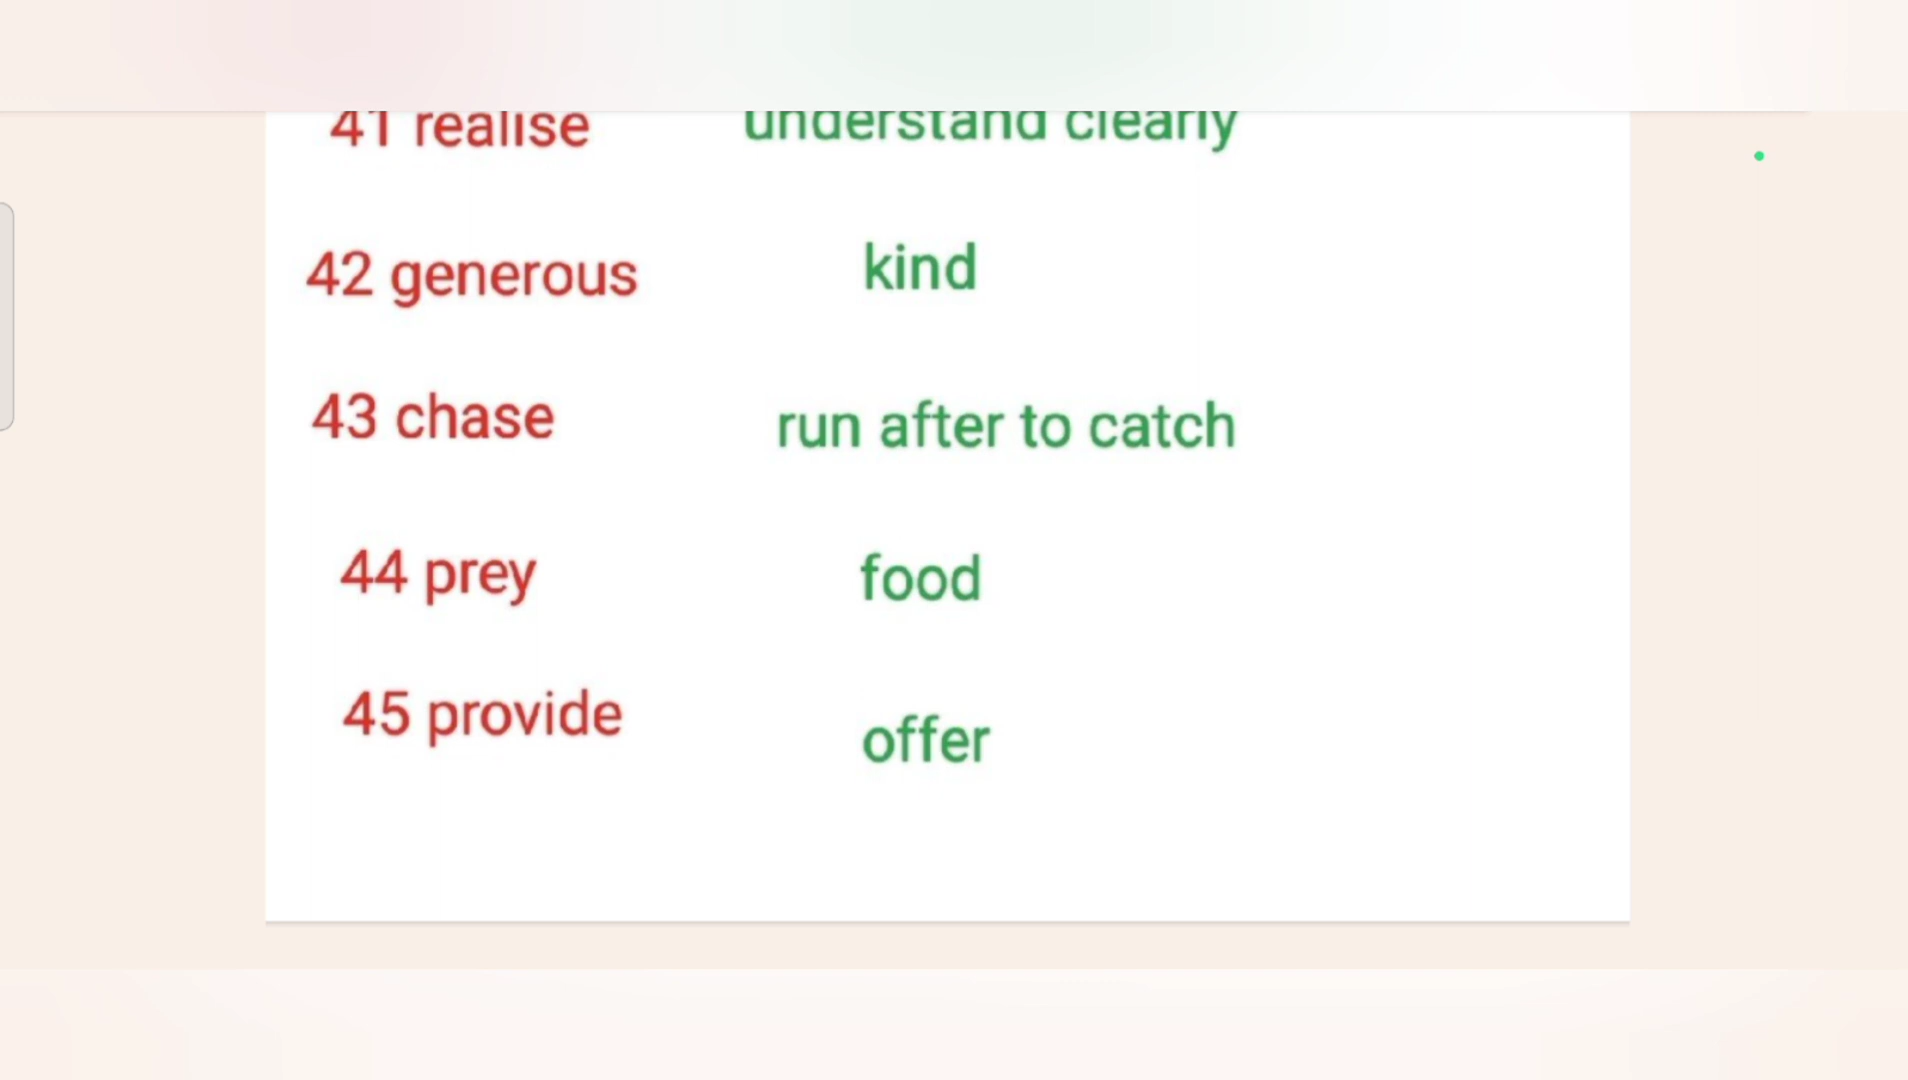 41 realise understand clearly
42 generous kind
43 chase run after to catch
44 prey food
45 provide offer